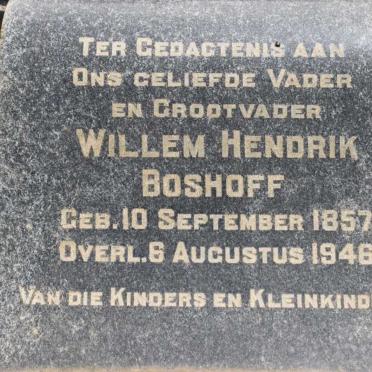 TER GEDAGTENIS AAN
ONS GELIEFDE VADER
EN GROOTVADER
WILLEM HENDRIK
BOSHOFF
GEB. 10 SEPTEMBER 1857
OVERL. 6 AUGUSTUS 1946
VAN DIE KINDERS EN KLEINKIND